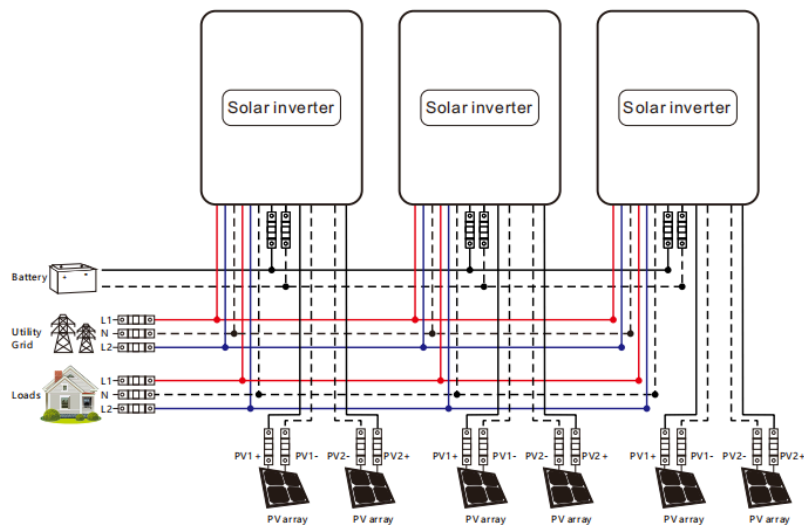 Solar inverter
Solar inverter
Solar inverter
Battery
Utility
Grid
L1
N
L2
Loads
L1
N
L2
PV1+ PV1- PV2- PV2+
PV1+ PV1- PV2- PV2+
PV1+ PV1- PV2- PV2+
PV array
PV array
PV array
PV array
PV array
PV array